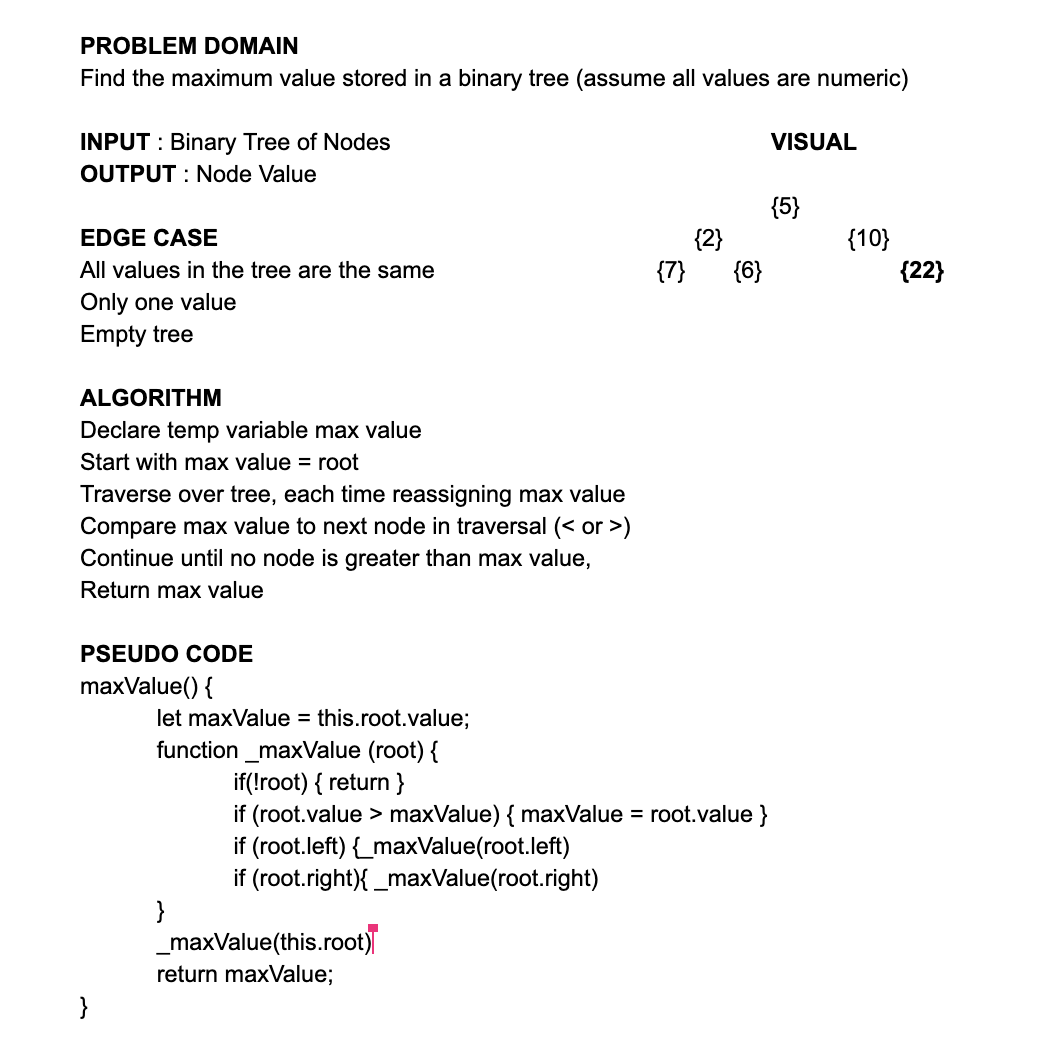 PROBLEM DOMAIN
Find the maximum value stored in a binary tree (assume all values are numeric)
INPUT : Binary Tree of Nodes
VISUAL
OUTPUT : Node Value
{5}
EDGE CASE
{2} {10}
All values in the tree are the same
{7} {6} {22}
Only one value
Empty tree
ALGORITHM
Declare temp variable max value
Start with max value = root
Traverse over tree, each time reassigning max value
Compare max value to next node in traversal (< or >)
Continue until no node is greater than max value,
Return max value
PSEUDO CODE
maxValue() {
let maxValue = this.root.value;
function _maxValue (root) {
if(!root) { return }
if (root.value > maxValue) { maxValue = root.value }
if (root.left) {_maxValue(root.left)
if (root.right){ _maxValue(root.right)
}
_maxValue(this.root)
return maxValue;
}